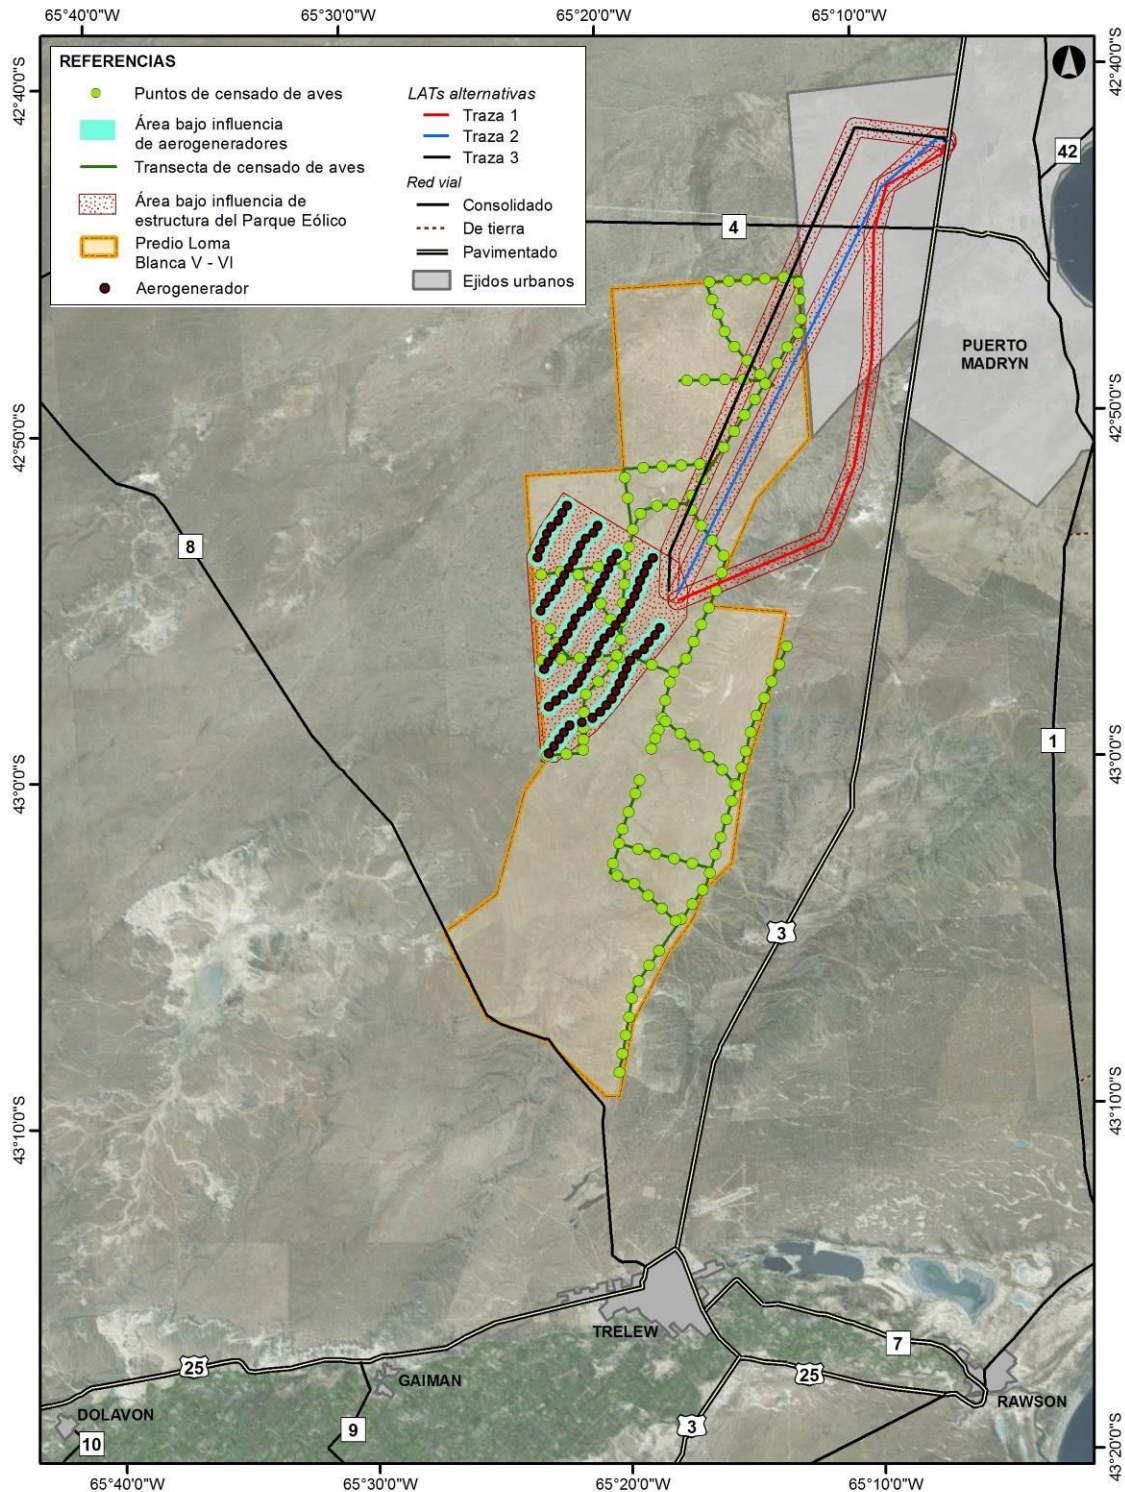 65°40'0"W
65°30'0"W
65°20'0"W
65°10'0"W
42°40'0"S
42°40'0"S
REFERENCIAS
Puntos de censado de aves
Área bajo influencia
de aerogeneradores
Transecta de censado de aves
Área bajo influencia de
estructura del Parque Eólico
Predio Loma
Blanca V - VI
Aerogenerador
LATs alternativas
Traza 1
Traza 2
Traza 3
Red vial
Consolidado
De tierra
Pavimentado
Ejidos urbanos
42
4
PUERTO
MADRYN
42°50'0"S
42°50'0"S
8
1
43°0'0"S
43°0'0"S
3
43°10'0"S
43°10'0"S
TRELEW
7
25
GAIMAN
25
RAWSON
DOLAVON
10
9
3
43°20'0"S
65°40'0"W
65°30'0"W
65°20'0"W
65°10'0"W